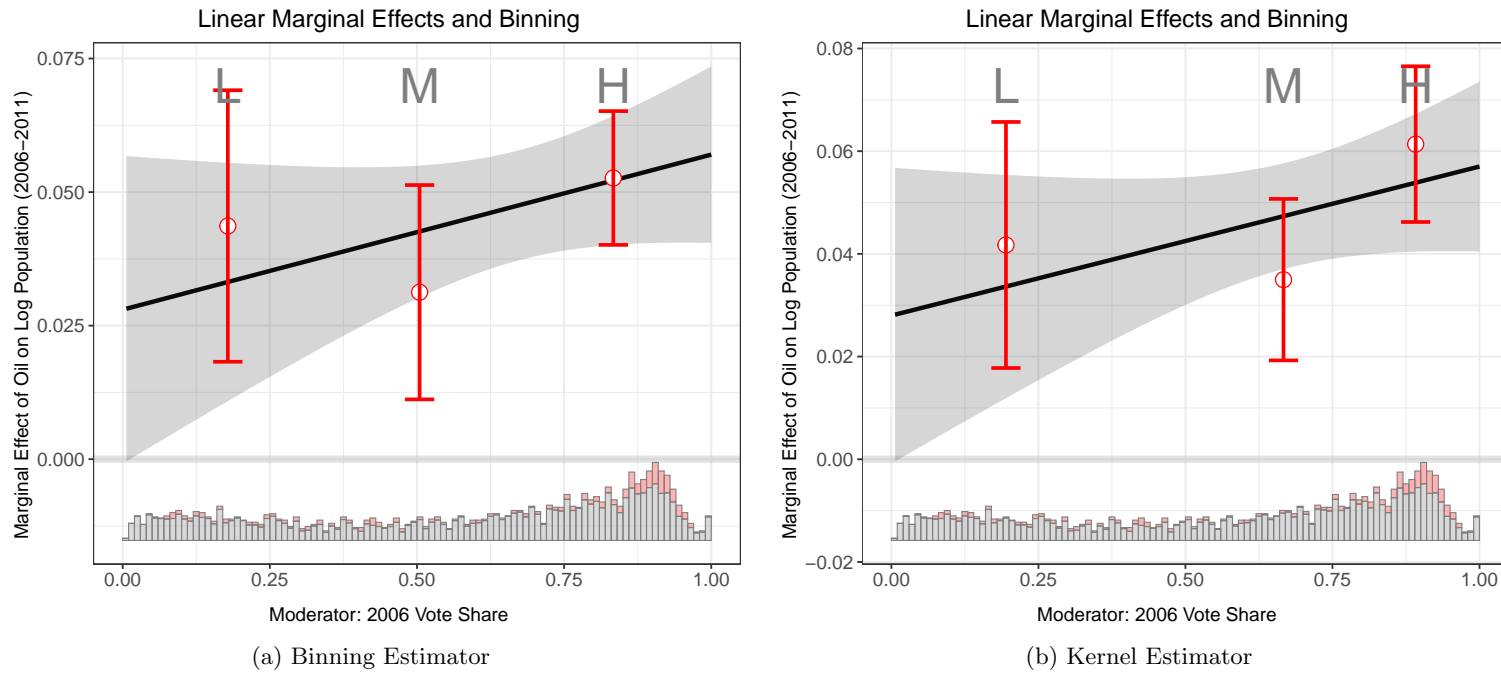 Linear Marginal Effects and Binning
Marginal Effect of Oil on Log Population (2006−2011)
0.075
0.050
0.025
0.000
L
M
H
0.00
0.25
0.50
0.75
1.00
Moderator: 2006 Vote Share
(a) Binning Estimator
Linear Marginal Effects and Binning
Marginal Effect of Oil on Log Population (2006−2011)
0.08
0.06
0.04
0.02
0.00
−0.02
L
M
H
0.00
0.25
0.50
0.75
1.00
Moderator: 2006 Vote Share
(b) Kernel Estimator